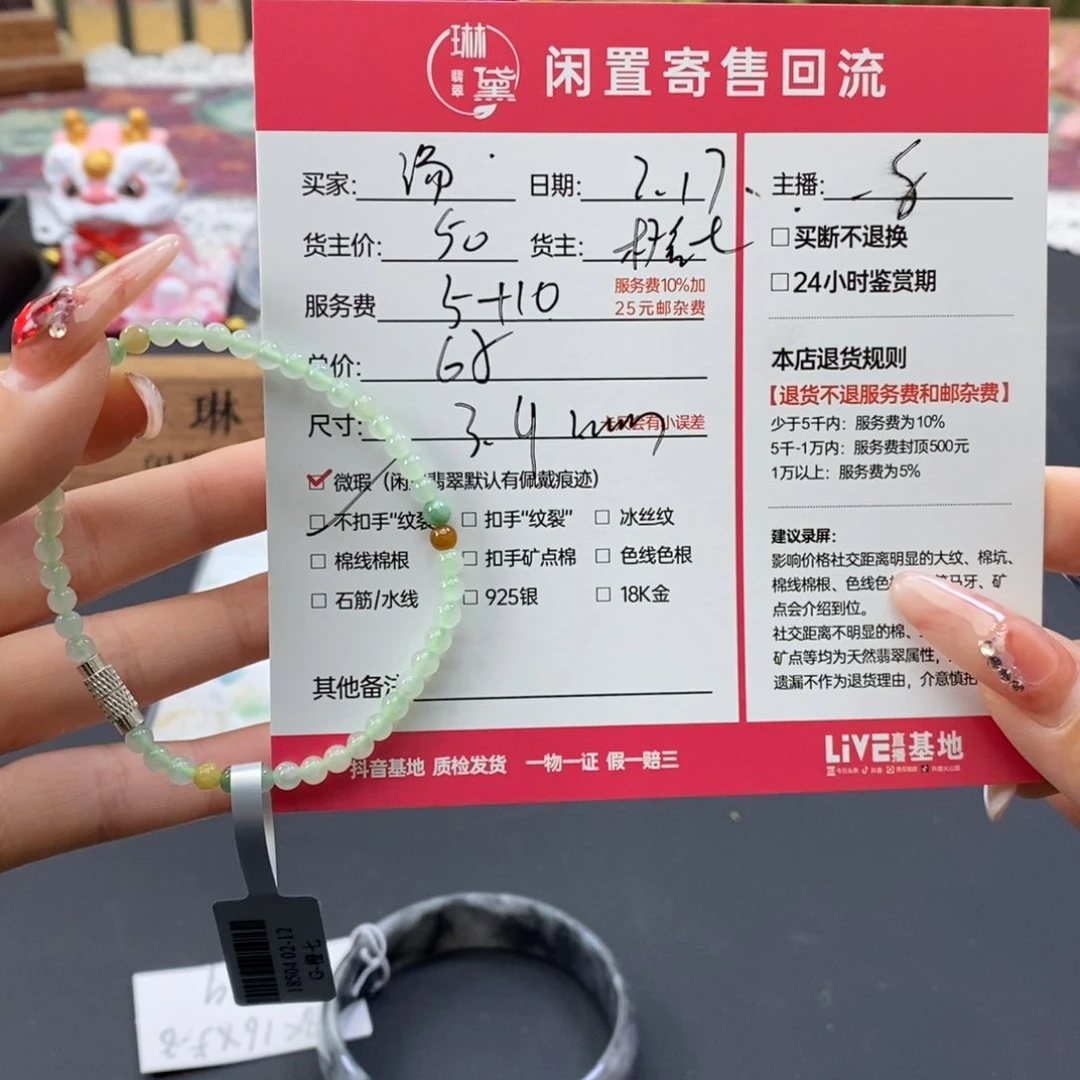 琳黛
翡翠
闲置寄售回流
买家:
日期: 2.17.
货主价: 50
货主: 橙七
服务费 5+10
服务费10%加
25元邮杂费
总价: 68
尺寸: 3.4mm
会有小误差
微瑕 (闲 翡翠默认有佩戴痕迹)
不扣手"纹裂" 扣手"纹裂" 冰丝纹
棉线棉根 扣手矿点棉 色线色根
石筋/水线 925银 18K金
其他备注
主播:
买断不退换
24小时鉴赏期
本店退货规则
【退货不退服务费和邮杂费】
少于5千内：服务费为10%
5千-1万内：服务费封顶500元
1万以上：服务费为5%
建议录屏：
影响价格社交距离明显的大纹、棉坑、
棉线棉根、色线色 马牙、矿
点会介绍到位。
社交距离不明显的棉、
矿点等均为天然翡翠属性，
遗漏不作为退货理由，介意慎拍
抖音基地 质检发货 一物一证 假一赔三
LiVE直播基地
琳
18504 02-12
G-橙七